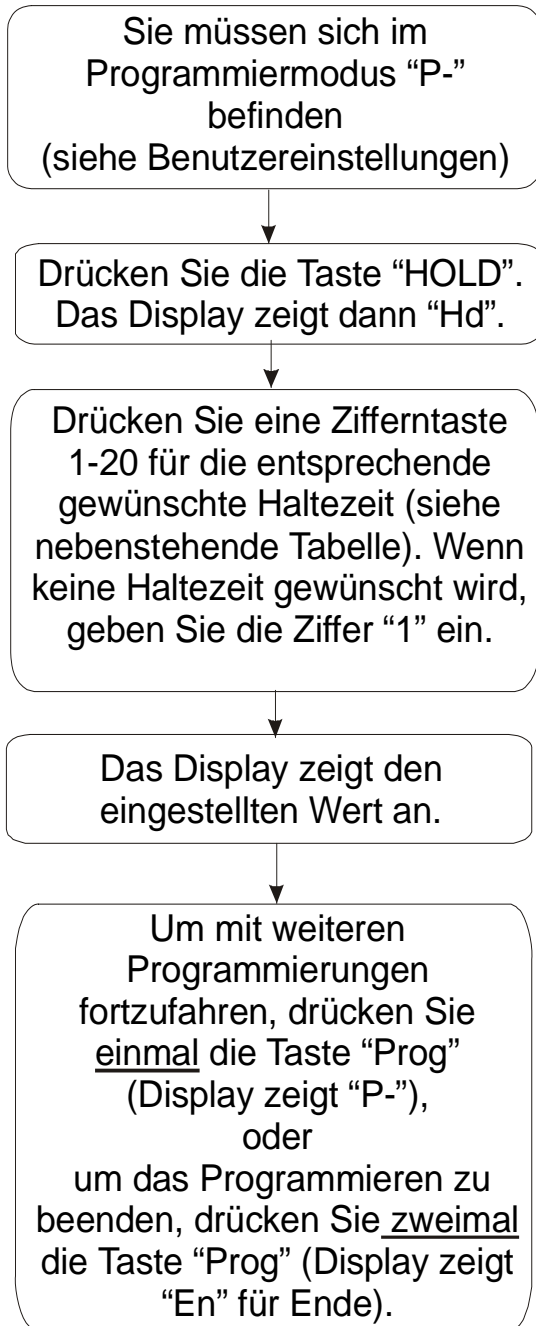 Sie müssen sich im
Programmiermodus “P-”
befinden
(siehe Benutzereinstellungen)
Drücken Sie die Taste “HOLD”.
Das Display zeigt dann “Hd”.
Drücken Sie eine Zifferntaste
1-20 für die entsprechende
gewünschte Haltezeit (siehe
nebenstehende Tabelle). Wenn
keine Haltezeit gewünscht wird,
geben Sie die Ziffer “1” ein.
Das Display zeigt den
eingestellten Wert an.
Um mit weiteren
Programmierungen
fortzufahren, drücken Sie
einmal die Taste “Prog”
(Display zeigt “P-”),
oder
um das Programmieren zu
beenden, drücken Sie zweimal
die Taste “Prog” (Display zeigt
“En” für Ende).